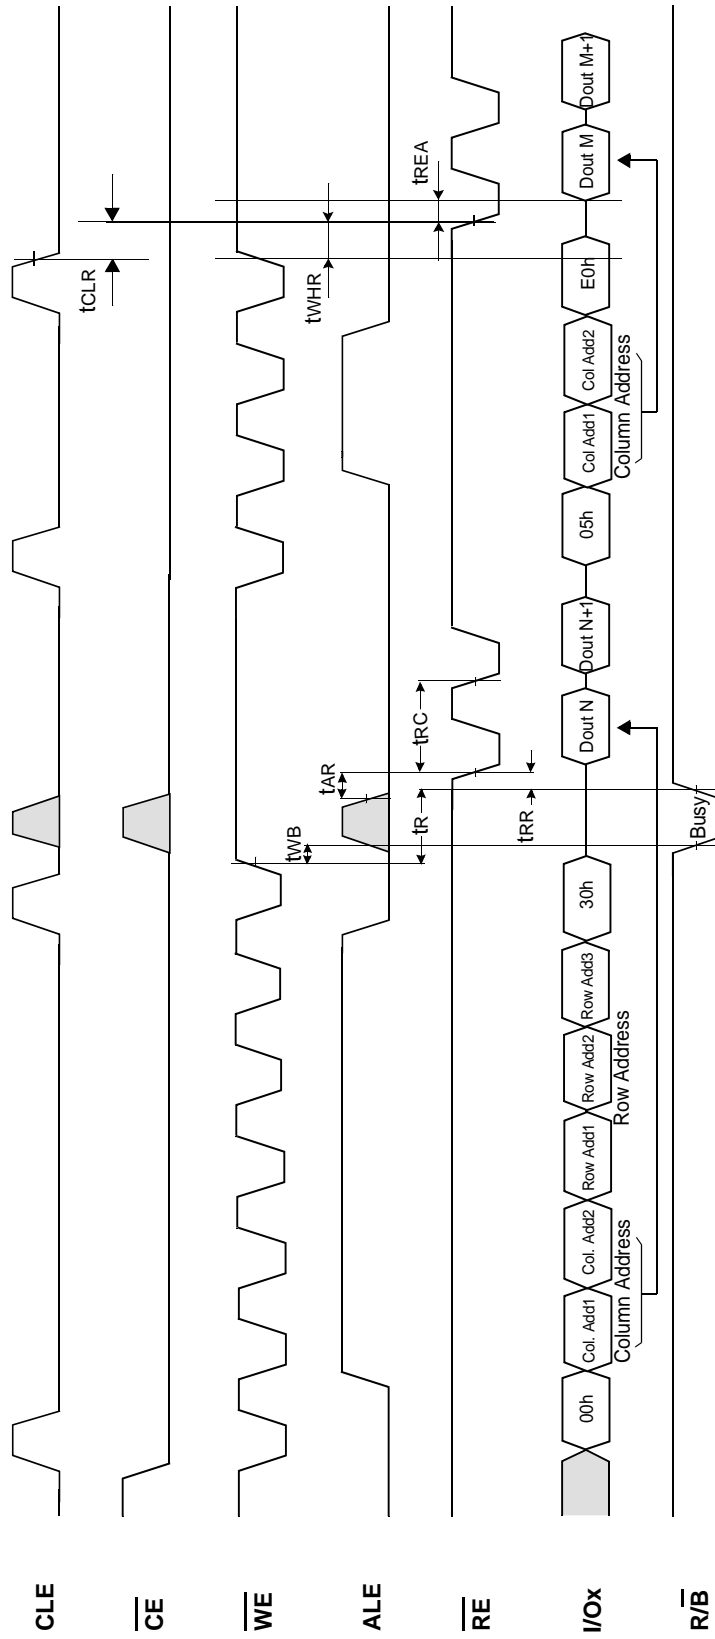 CLE
CE
WE
ALE
RE
I/Ox
R/B
tCLR
tWB
tWHR
tAR
tREA
tRC
tR
tRR
00h
Col. Add1
Col. Add2
Row Add1
Row Add2
Row Add3
30h
Dout N
Dout N+1
05h
Col Add1
Col Add2
E0h
Dout M
Dout M+1
Column Address
Row Address
Column Address
Busy